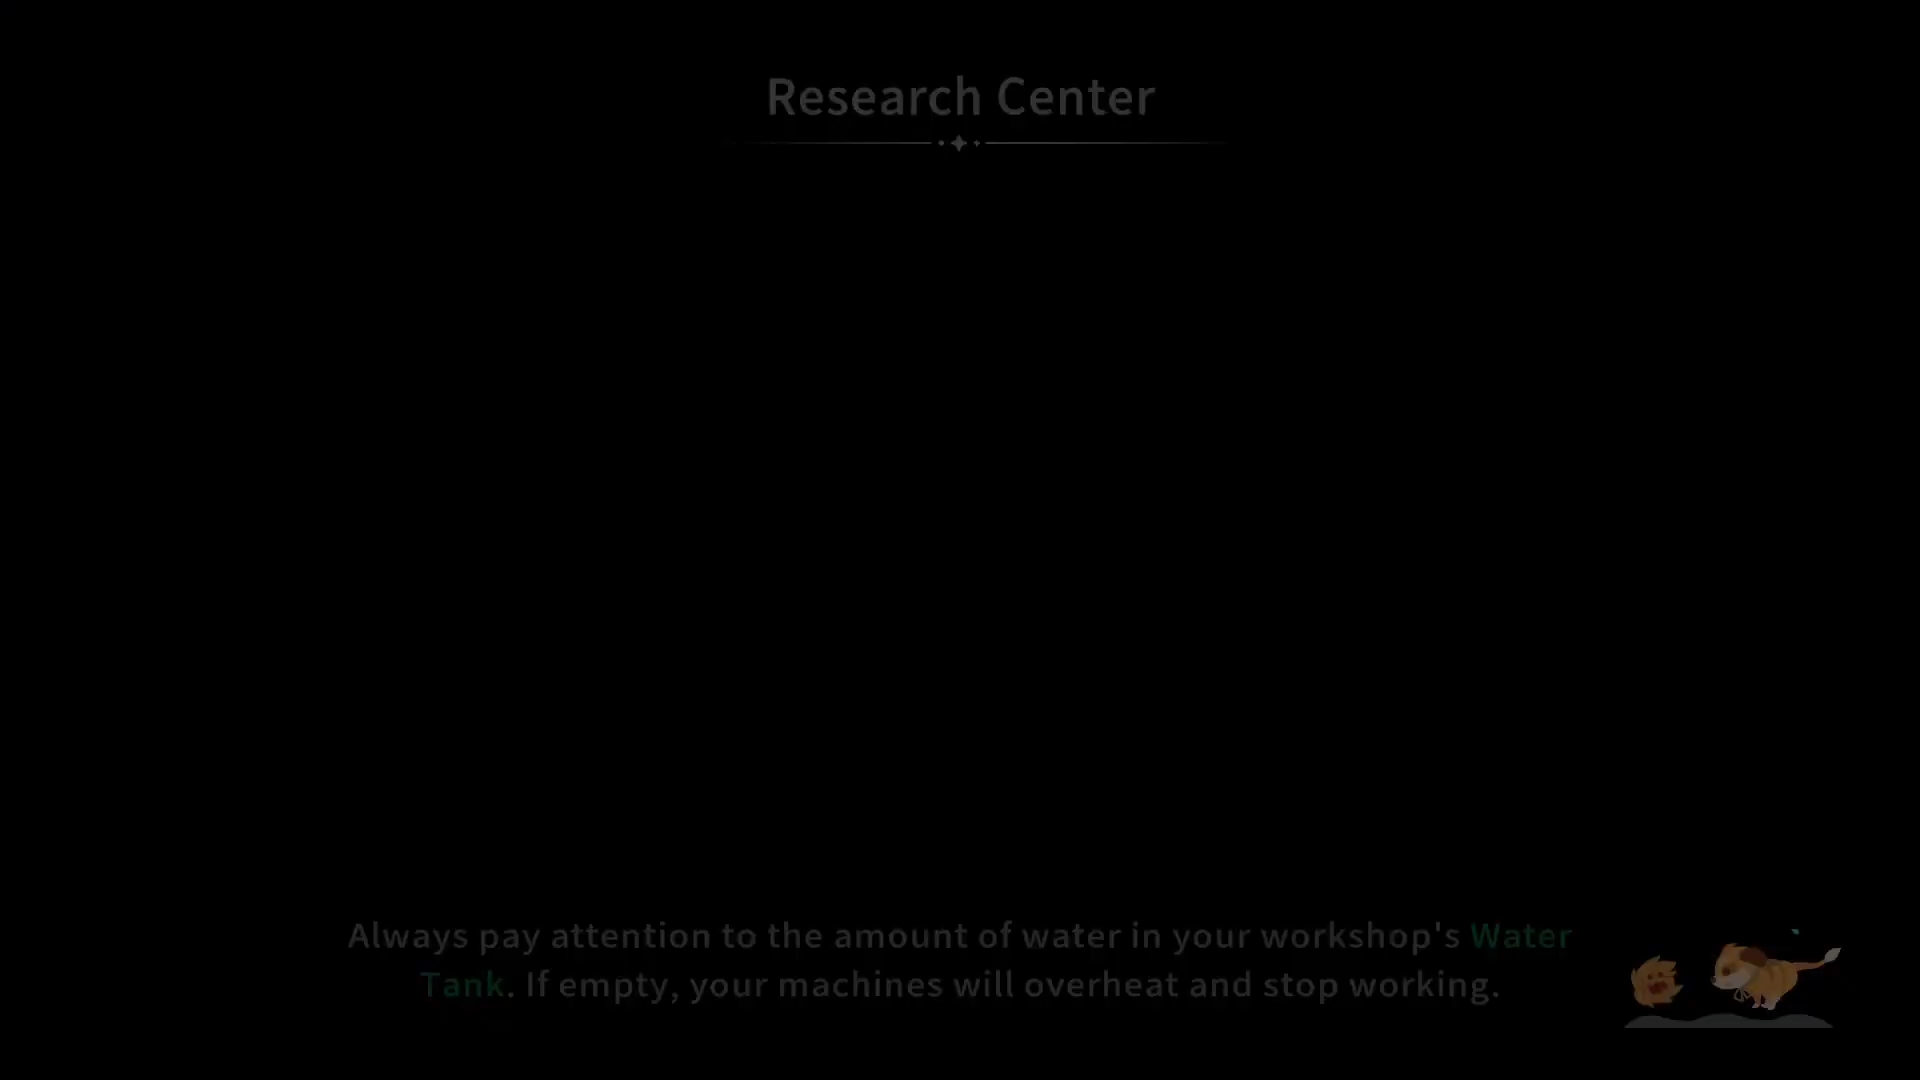 Research Center
Always pay attention to the amount of water in your workshop's Water
Tank. If empty, your machines will overheat and stop working.